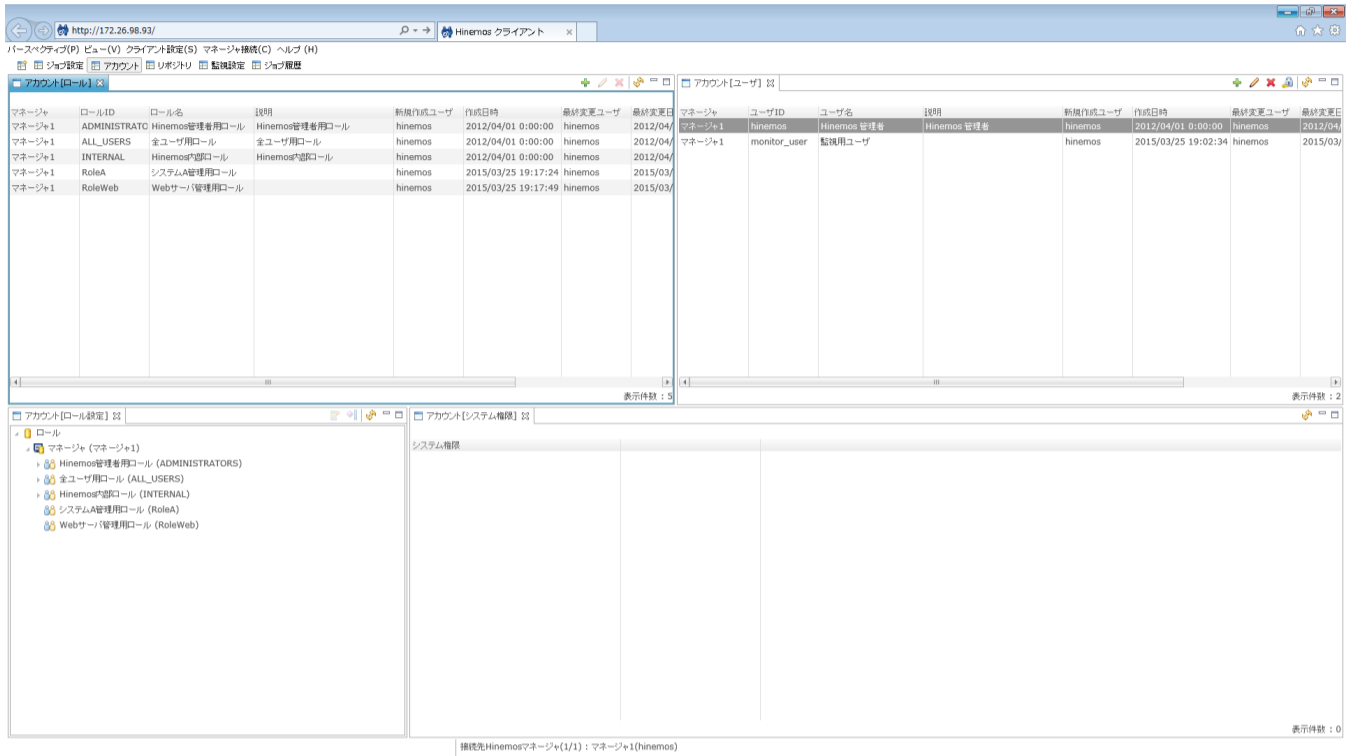 http://172.26.98.93/
Hinemos クライアント
パースペクティブ(P) ビュー(V) クライアント設定(S) マネージャ接続(C) ヘルプ (H)
ジョブ設定 アカウント リポジトリ 監視設定 ジョブ履歴
アカウント[ロール]
マネージャ ロールID ロール名 説明 新規作成ユーザ 作成日時 最終変更ユーザ 最終変更日
マネージャ1 ADMINISTRATC Hinemos管理者用ロール Hinemos管理者用ロール hinemos 2012/04/01 0:00:00 hinemos 2012/04/
マネージャ1 ALL_USERS 全ユーザ用ロール 全ユーザ用ロール hinemos 2012/04/01 0:00:00 hinemos 2012/04/
マネージャ1 INTERNAL Hinemos内部ロール Hinemos内部ロール hinemos 2012/04/01 0:00:00 hinemos 2012/04/
マネージャ1 RoleA システムA管理用ロール hinemos 2015/03/25 19:17:24 hinemos 2015/03/
マネージャ1 RoleWeb Webサーバ管理用ロール hinemos 2015/03/25 19:17:49 hinemos 2015/03/
表示件数 : 5
アカウント[ユーザ]
マネージャ ユーザID ユーザ名 説明 新規作成ユーザ 作成日時 最終変更ユーザ 最終変更日
マネージャ1 hinemos Hinemos 管理者 Hinemos 管理者 hinemos 2012/04/01 0:00:00 hinemos 2012/04/
マネージャ1 monitor_user 監視用ユーザ hinemos 2015/03/25 19:02:34 hinemos 2015/03/
表示件数 : 2
アカウント[ロール設定]
ロール
マネージャ (マネージャ1)
Hinemos管理者用ロール (ADMINISTRATORS)
全ユーザ用ロール (ALL_USERS)
Hinemos内部ロール (INTERNAL)
システムA管理用ロール (RoleA)
Webサーバ管理用ロール (RoleWeb)
アカウント[システム権限]
システム権限
表示件数 : 0
接続先Hinemosマネージャ(1/1) : マネージャ1(hinemos)